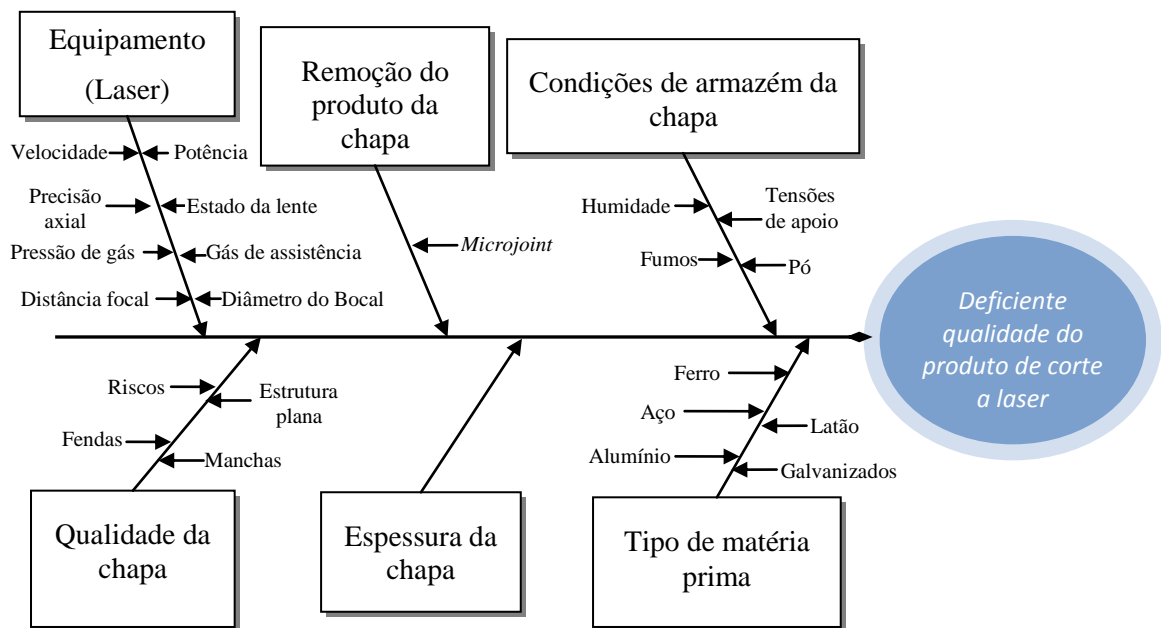 Equipamento
(Laser)
Remoção do
produto da
chapa
Condições de armazém da
chapa
Velocidade
Potência
Precisão
axial
Estado da lente
Pressão de gás
Gás de assistência
Distância focal
Diâmetro do Bocal
Microjoint
Humidade
Tensões
de apoio
Fumos
Pó
Deficiente
qualidade do
produto de corte
a laser
Riscos
Estrutura
plana
Fendas
Manchas
Ferro
Aço
Latão
Alumínio
Galvanizados
Qualidade da
chapa
Espessura da
chapa
Tipo de matéria
prima